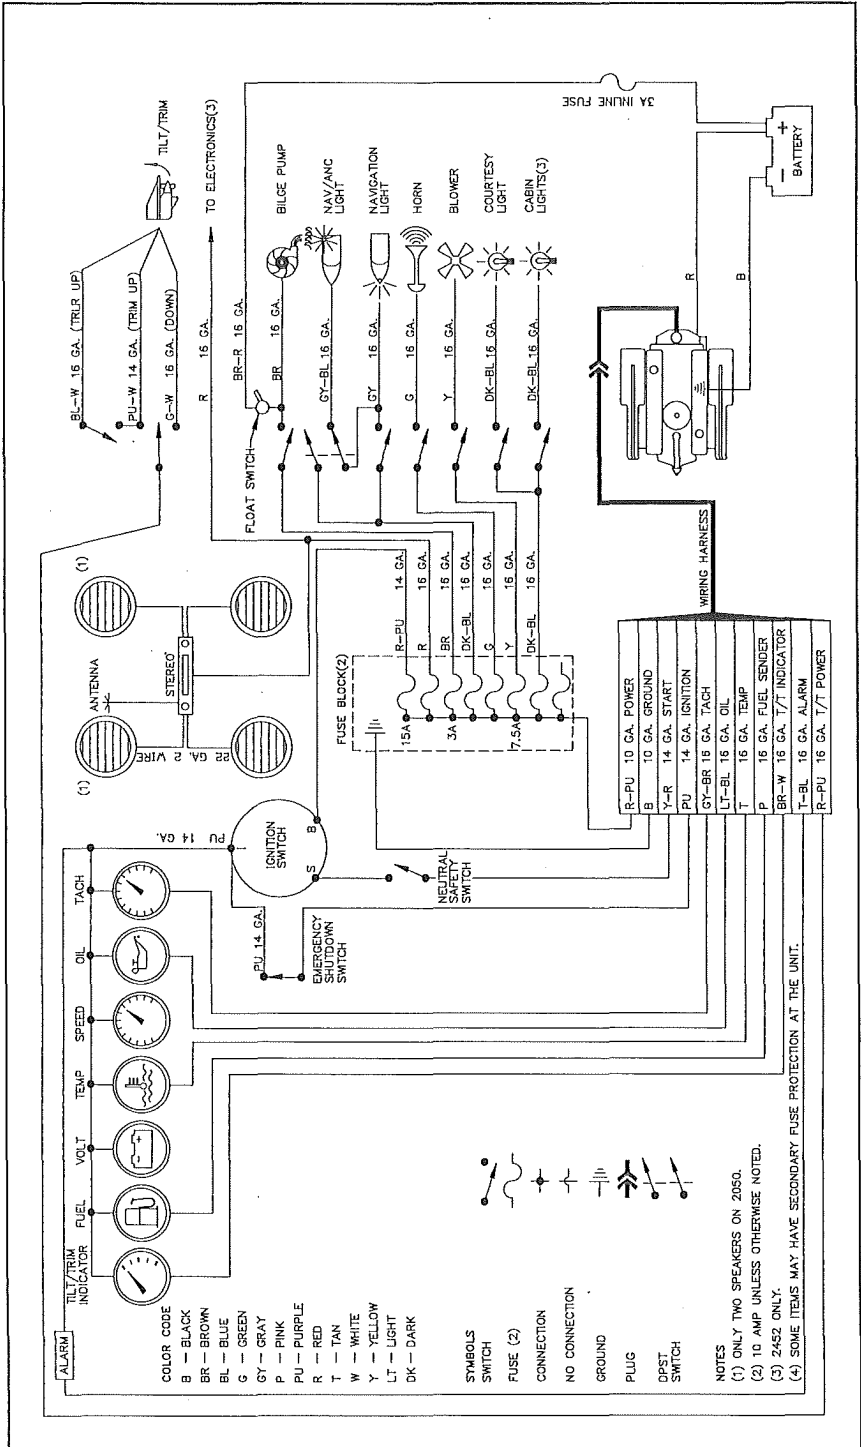 ALARM
TILT/TRIM
INDICATOR
FUEL
VOLT
TEMP
SPEED
OIL
TACH
(1)
ANTENNA
(1)
STEREO
22 GA. 2 WIRE
BL-W 16 GA. (TRLR UP)
PU-W 14 GA. (TRIM UP)
G-W 16 GA. (DOWN)
TILT/TRIM
R 16 GA.
TO ELECTRONICS(3)
BR-R 16 GA.
FLOAT SWITCH
BR 16 GA.
BILGE PUMP
GY-BL 16 GA.
NAV/ANC
LIGHT
GY 16 GA.
NAVIGATION
LIGHT
G 16 GA.
HORN
Y 16 GA.
BLOWER
DK-BL 16 GA.
COURTESY
LIGHT
DK-BL 16 GA.
CABIN
LIGHTS(3)
3A INLINE FUSE
PU 14 GA.
IGNITION
SWITCH
B
S
PU 14 GA.
EMERGENCY
SHUTDOWN
SWITCH
NEUTRAL
SAFETY
SWITCH
FUSE BLOCK(2)
15A
3A
7.5A
R-PU 14 GA.
R 16 GA.
BR 16 GA.
DK-BL 16 GA.
G 16 GA.
Y 16 GA.
DK-BL 16 GA.
R
B
+
-
BATTERY
WIRING HARNESS
R-PU 10 GA. POWER
B 10 GA. GROUND
Y-R 14 GA. START
PU 14 GA. IGNITION
GY-BR 16 GA. TACH
LT-BL 16 GA. OIL
T 16 GA. TEMP
P 16 GA. FUEL SENDER
BR-W 16 GA. T/T INDICATOR
T-BL 16 GA. ALARM
R-PU 16 GA. T/T POWER
COLOR CODE
B - BLACK
BR - BROWN
BL - BLUE
G - GREEN
GY - GRAY
P - PINK
PU - PURPLE
R - RED
T - TAN
W - WHITE
Y - YELLOW
LT - LIGHT
DK - DARK
SYMBOLS
SWITCH
FUSE (2)
CONNECTION
NO CONNECTION
GROUND
PLUG
DPST
SWITCH
NOTES
(1) ONLY TWO SPEAKERS ON 2050.
(2) 10 AMP UNLESS OTHERWISE NOTED.
(3) 2452 ONLY.
(4) SOME ITEMS MAY HAVE SECONDARY FUSE PROTECTION AT THE UNIT.